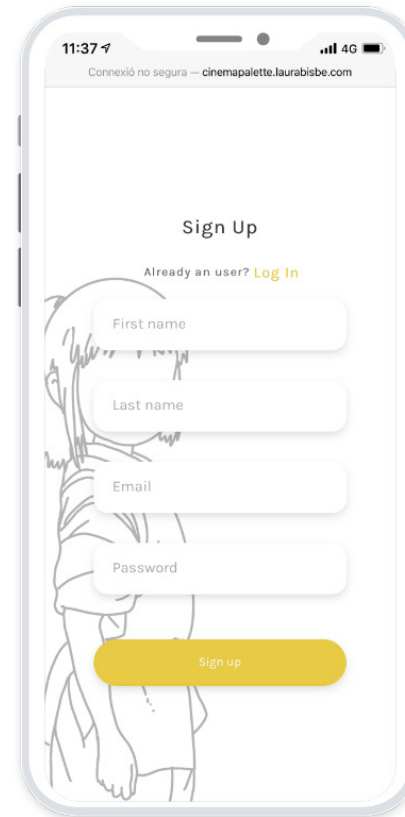 11:37
4G
Connexió no segura — cinemapalette.laurabisbe.com
Sign Up
Already an user? Log In
First name
Last name
Email
Password
Sign up